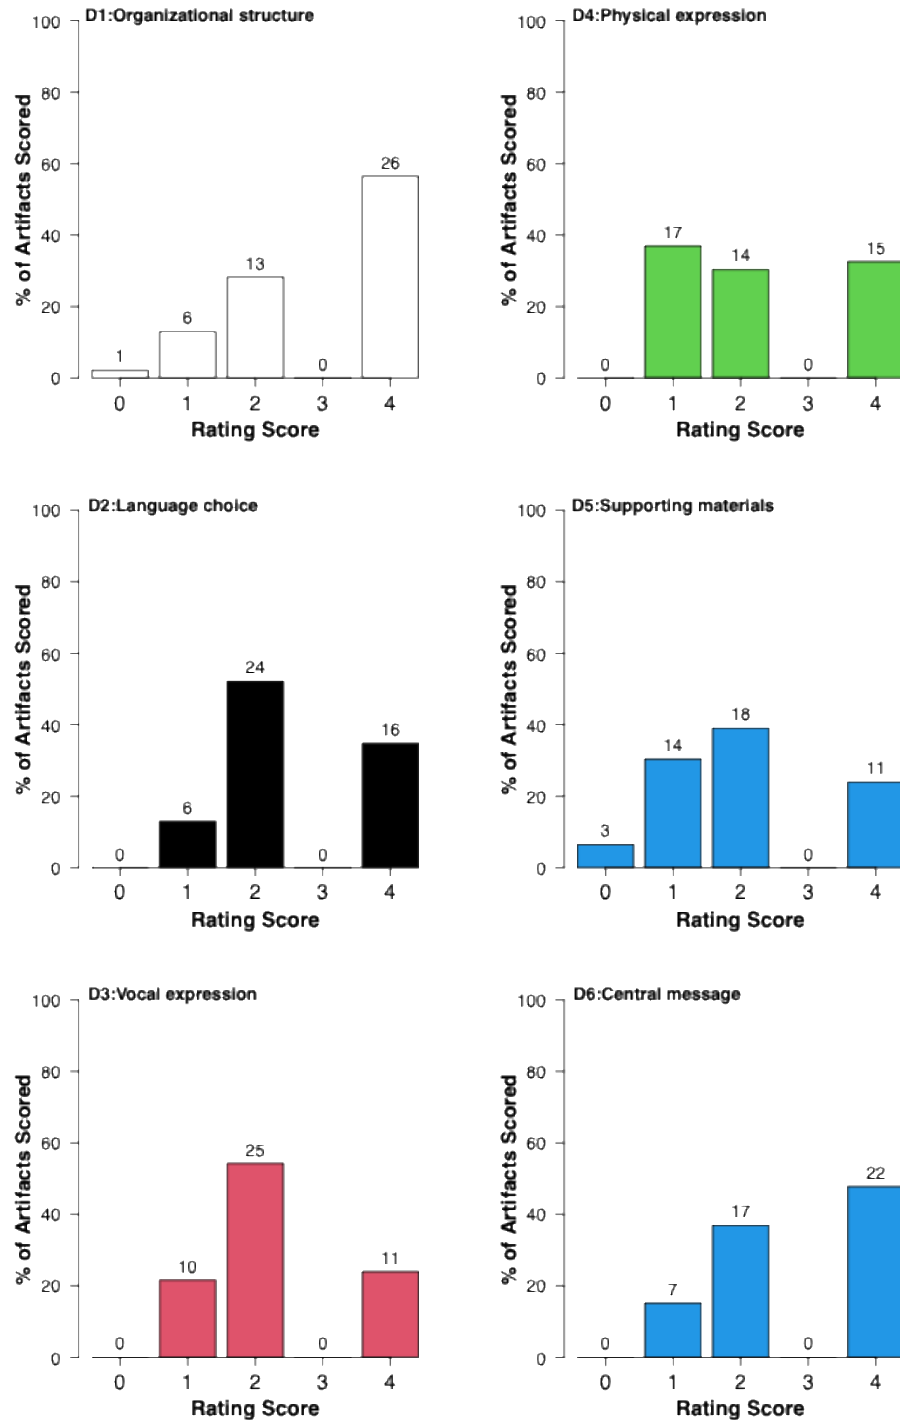 D1:Organizational structure
% of Artifacts Scored
100
80
60
40
20
0
1
6
13
0
26
0 1 2 3 4
Rating Score
D4:Physical expression
% of Artifacts Scored
100
80
60
40
20
0
0
17
14
0
15
0 1 2 3 4
Rating Score
D2:Language choice
% of Artifacts Scored
100
80
60
40
20
0
0
6
24
0
16
0 1 2 3 4
Rating Score
D5:Supporting materials
% of Artifacts Scored
100
80
60
40
20
0
3
14
18
0
11
0 1 2 3 4
Rating Score
D3:Vocal expression
% of Artifacts Scored
100
80
60
40
20
0
0
10
25
0
11
0 1 2 3 4
Rating Score
D6:Central message
% of Artifacts Scored
100
80
60
40
20
0
0
7
17
0
22
0 1 2 3 4
Rating Score